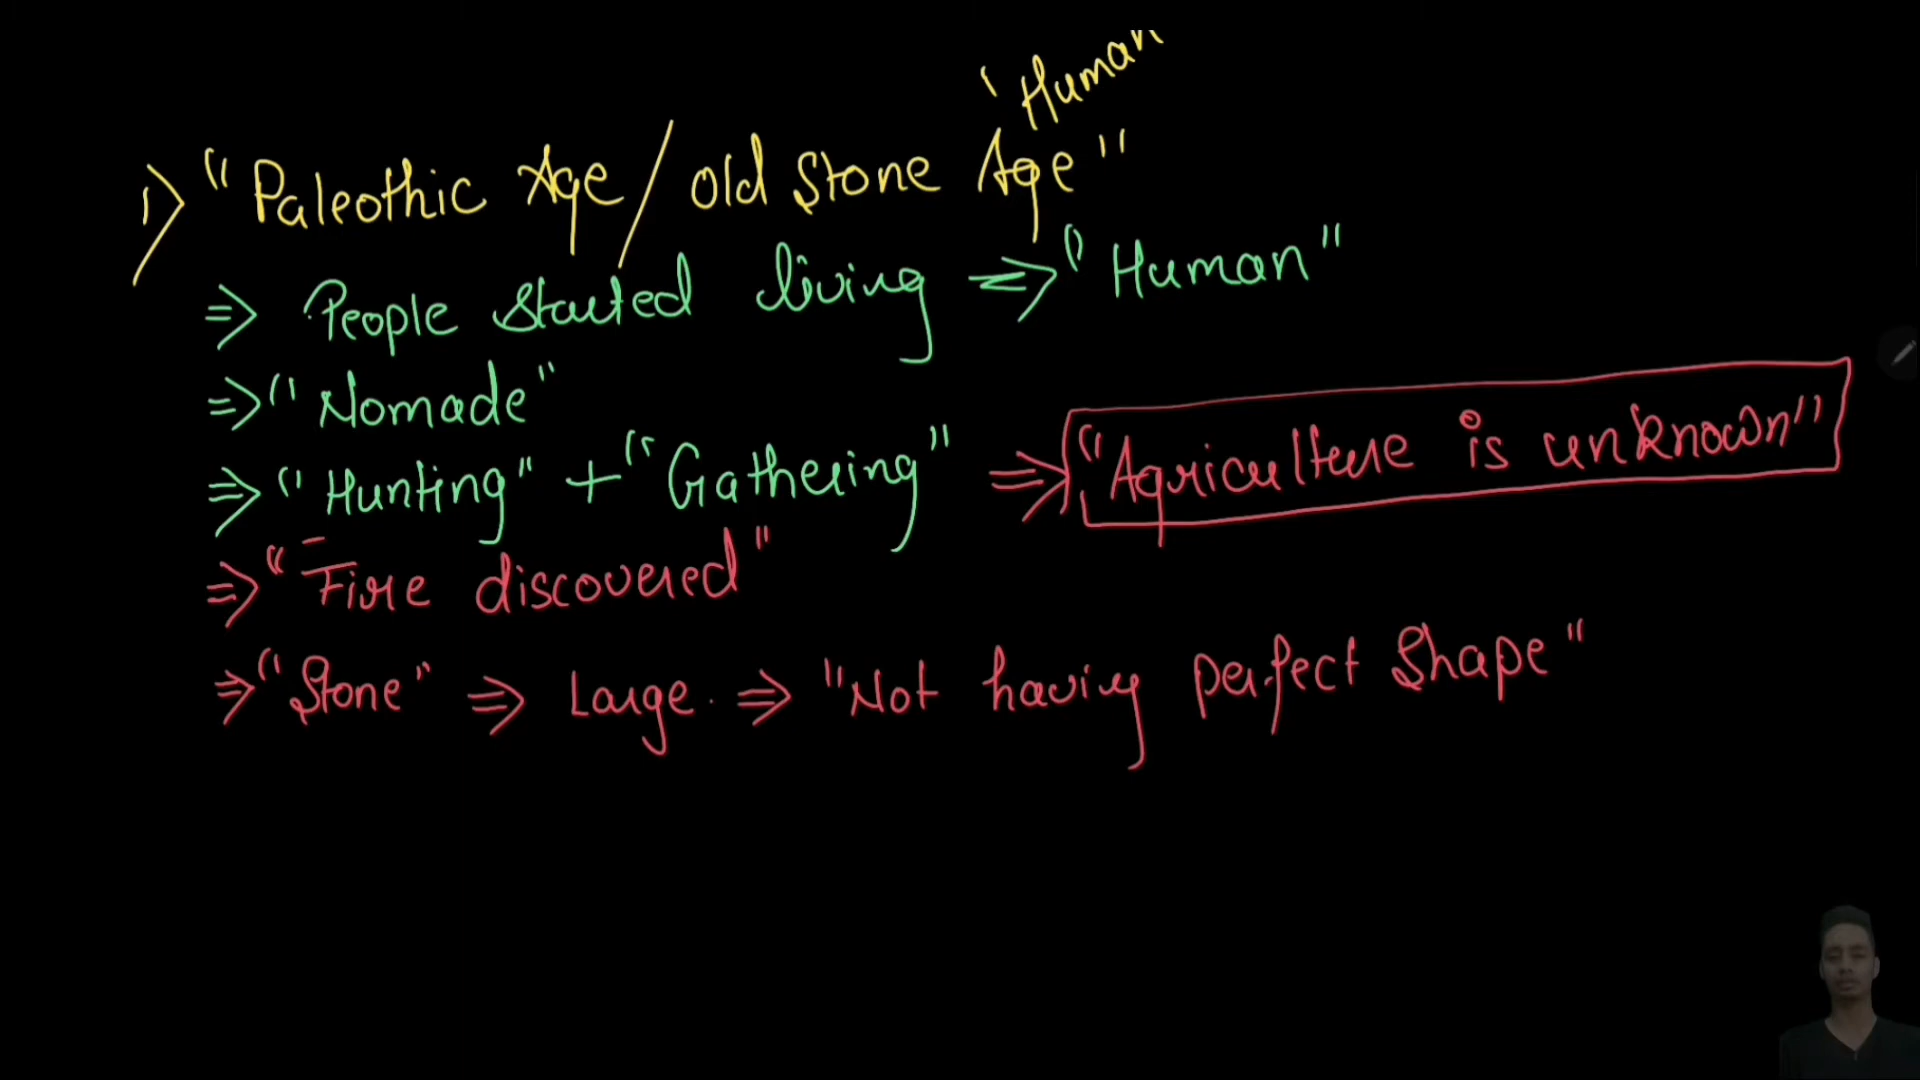 ' Human
1) "Paleothic Age / Old Stone Age"
⇒ People Started living ⇒ "Human"
⇒ "Nomade"
⇒ "Hunting" + "Gathering" ⇒ "Agriculture is unknown"
⇒ "Fire discovered"
⇒ "Stone" ⇒ Large. ⇒ "Not having perfect Shape"